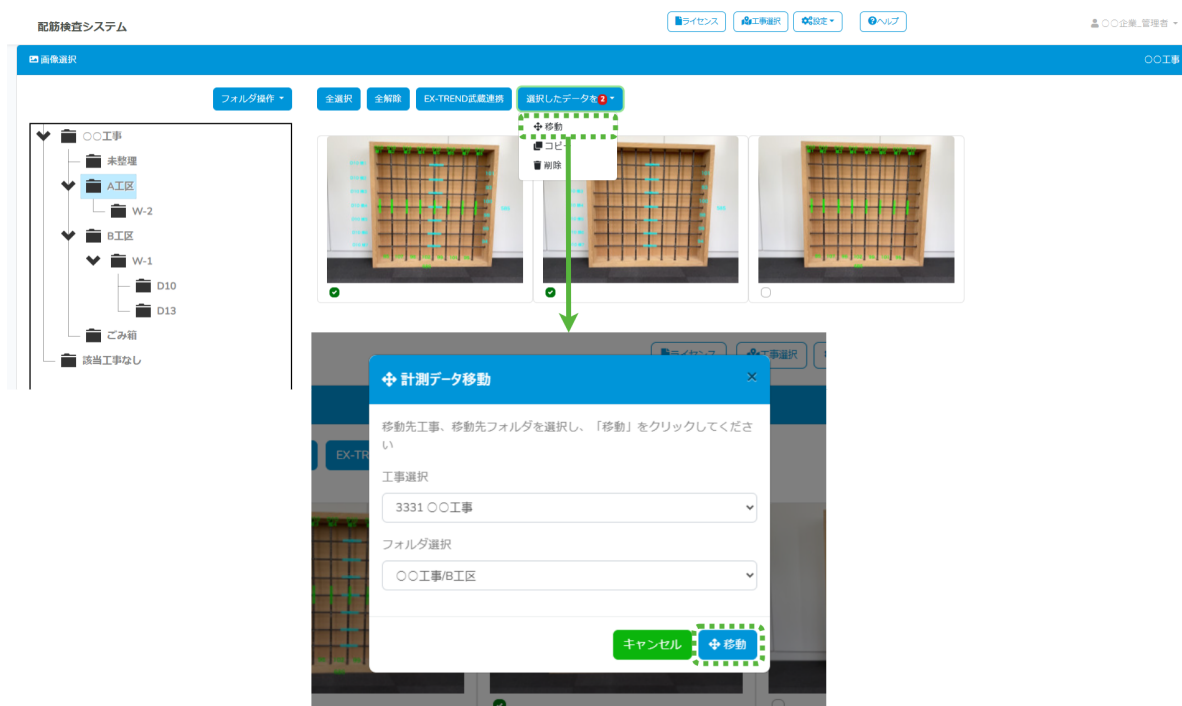 配筋検査システム
ライセンス
工事選択
設定
ヘルプ
○○企業_管理者
画像選択
○○工事
フォルダ操作
全選択
全解除
EX-TREND武蔵連携
選択したデータを2
移動
コピー
削除
○○工事
未整理
A工区
W-2
B工区
W-1
D10
D13
ごみ箱
該当工事なし
ライセンス
工事選択
EX-TR
計測データ移動
×
移動先工事、移動先フォルダを選択し、「移動」をクリックしてくださ
い
工事選択
3331 ○○工事
フォルダ選択
○○工事/B工区
キャンセル
移動